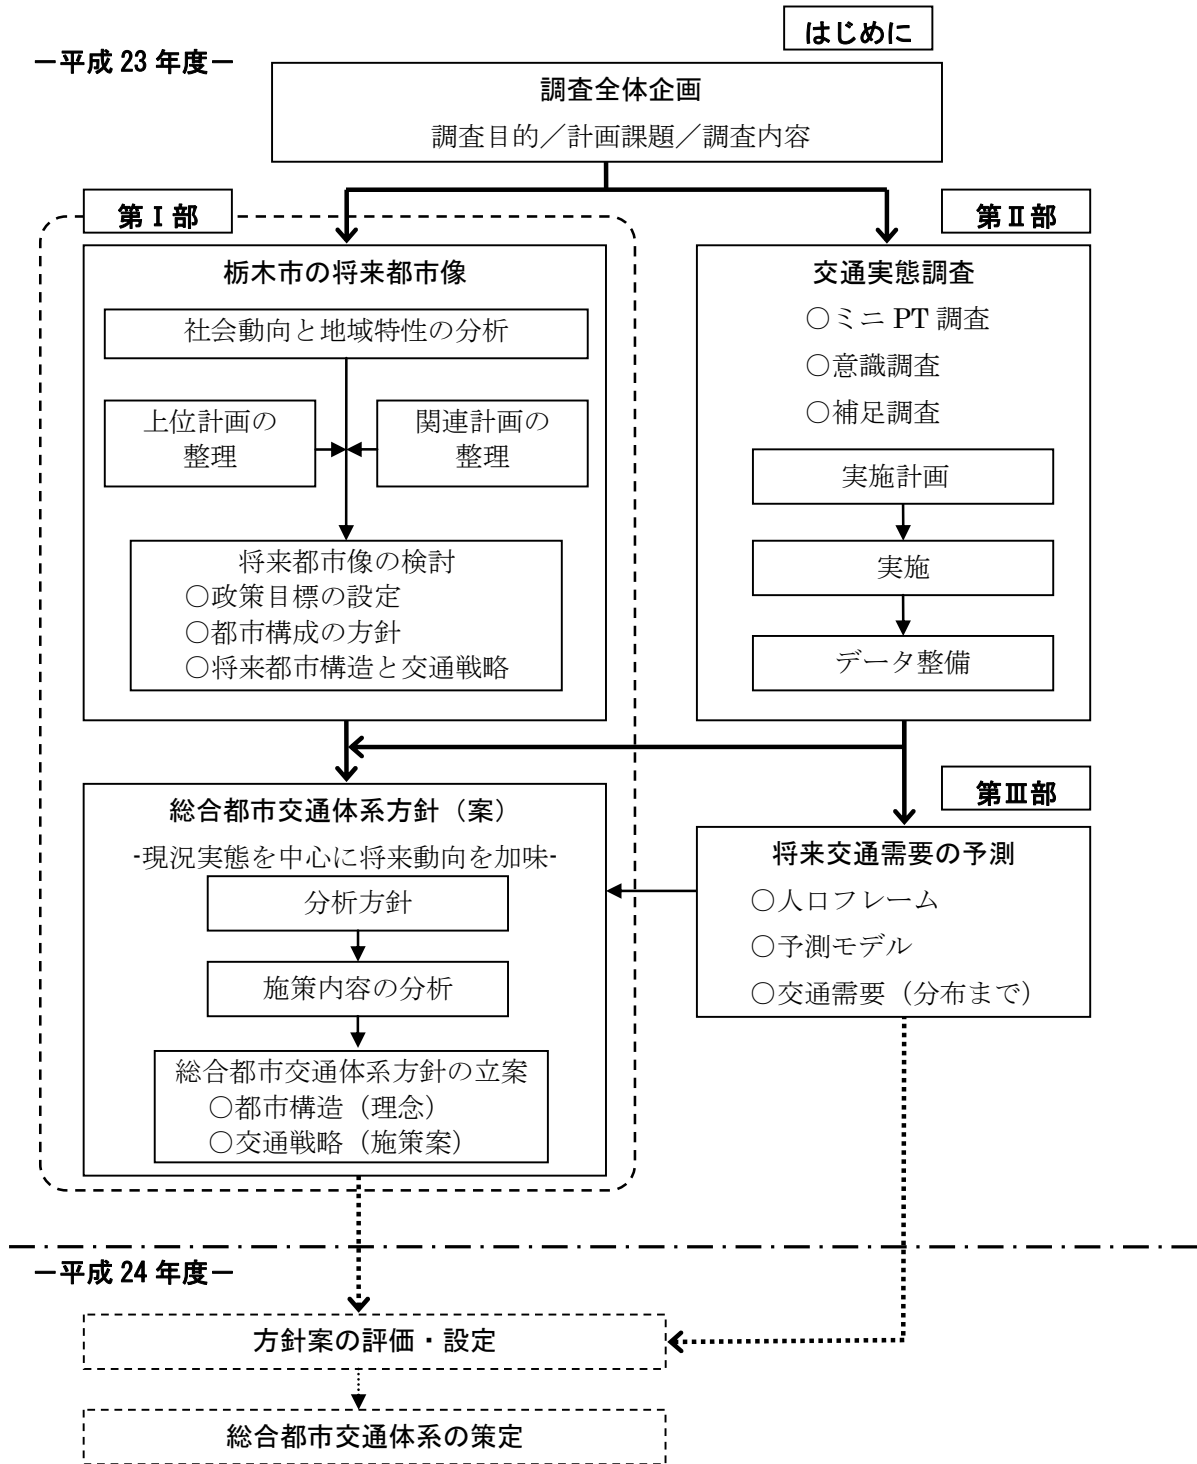 はじめに
－平成 23 年度－
調査全体企画
調査目的／計画課題／調査内容
第Ⅰ部
栃木市の将来都市像
社会動向と地域特性の分析
上位計画の
整理
関連計画の
整理
将来都市像の検討
○政策目標の設定
○都市構成の方針
○将来都市構造と交通戦略
第Ⅱ部
交通実態調査
○ミニ PT 調査
○意識調査
○補足調査
実施計画
実施
データ整備
総合都市交通体系方針（案）
-現況実態を中心に将来動向を加味-
分析方針
施策内容の分析
総合都市交通体系方針の立案
○都市構造（理念）
○交通戦略（施策案）
第Ⅲ部
将来交通需要の予測
○人口フレーム
○予測モデル
○交通需要（分布まで）
－平成 24 年度－
方針案の評価・設定
総合都市交通体系の策定